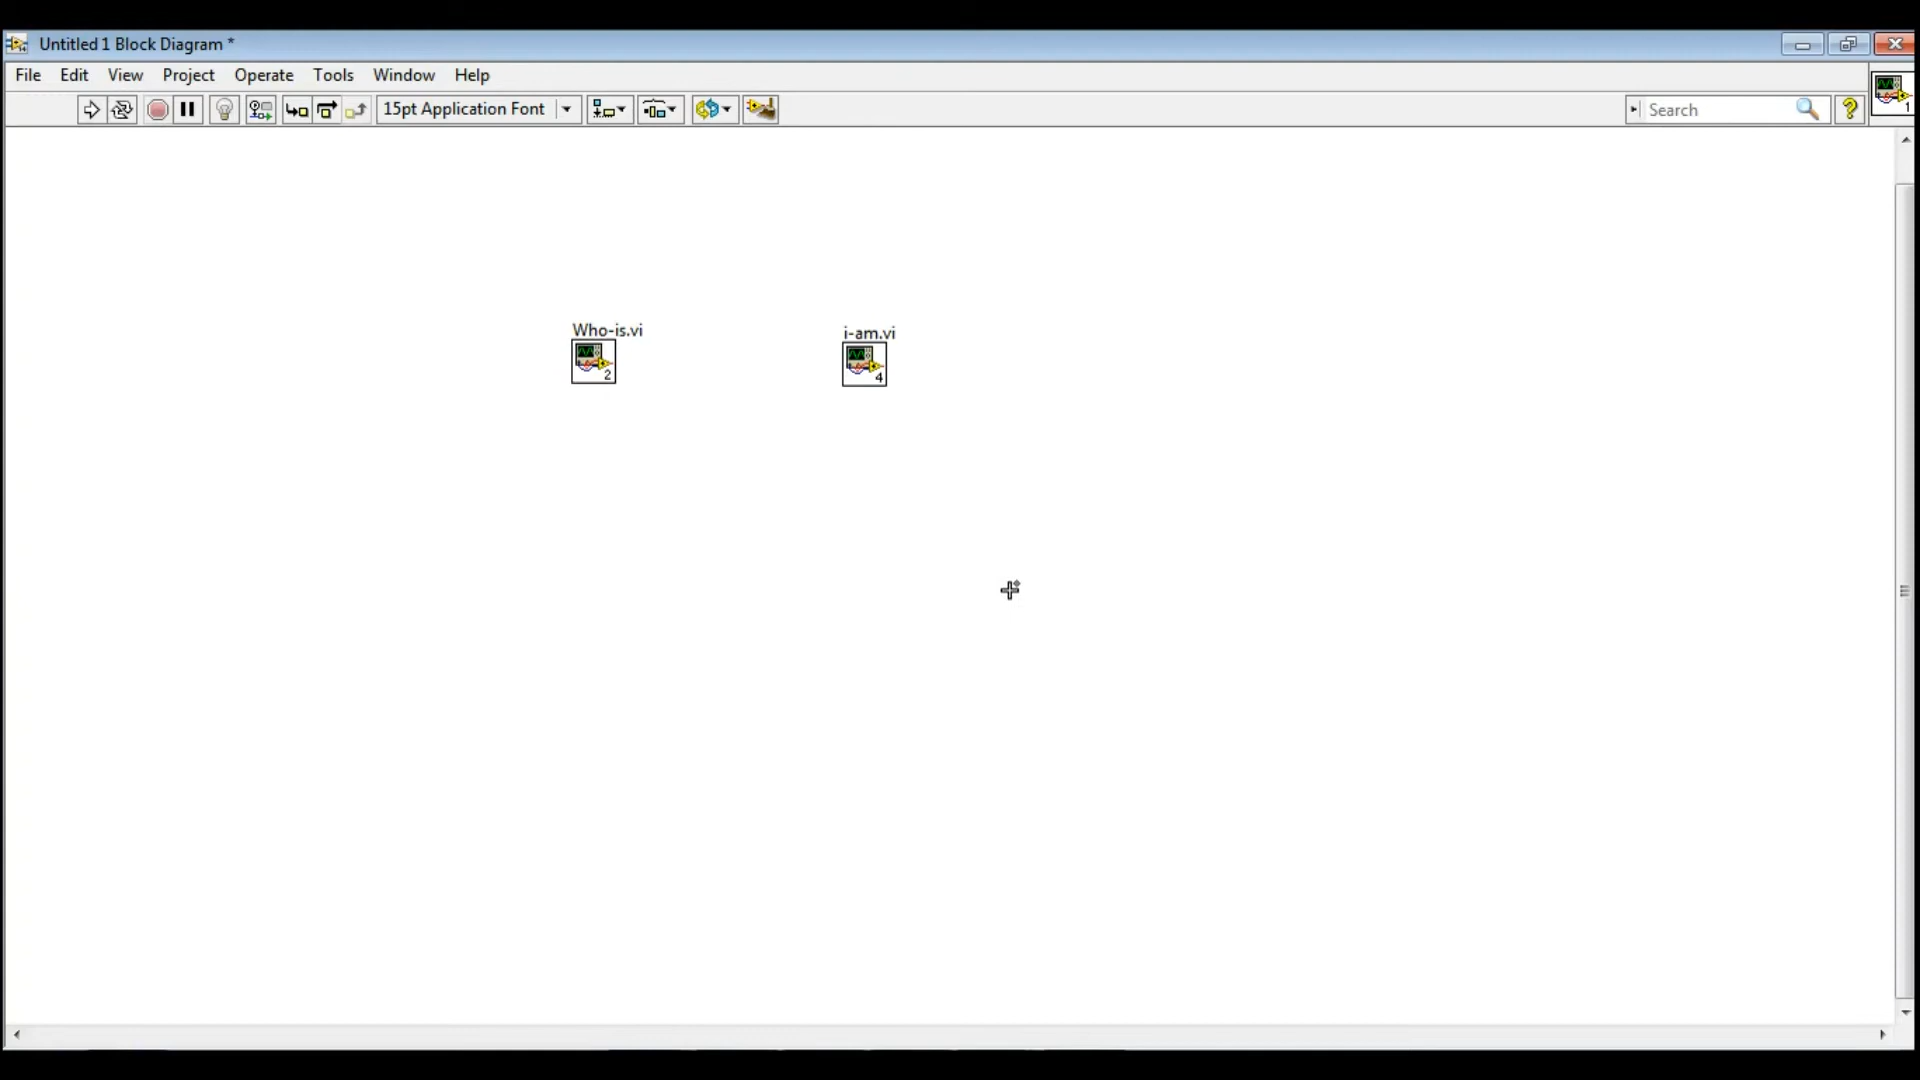 Untitled 1 Block Diagram *
File Edit View Project Operate Tools Window Help
15pt Application Font
Search
?
1
Who-is.vi
i-am.vi
2
4